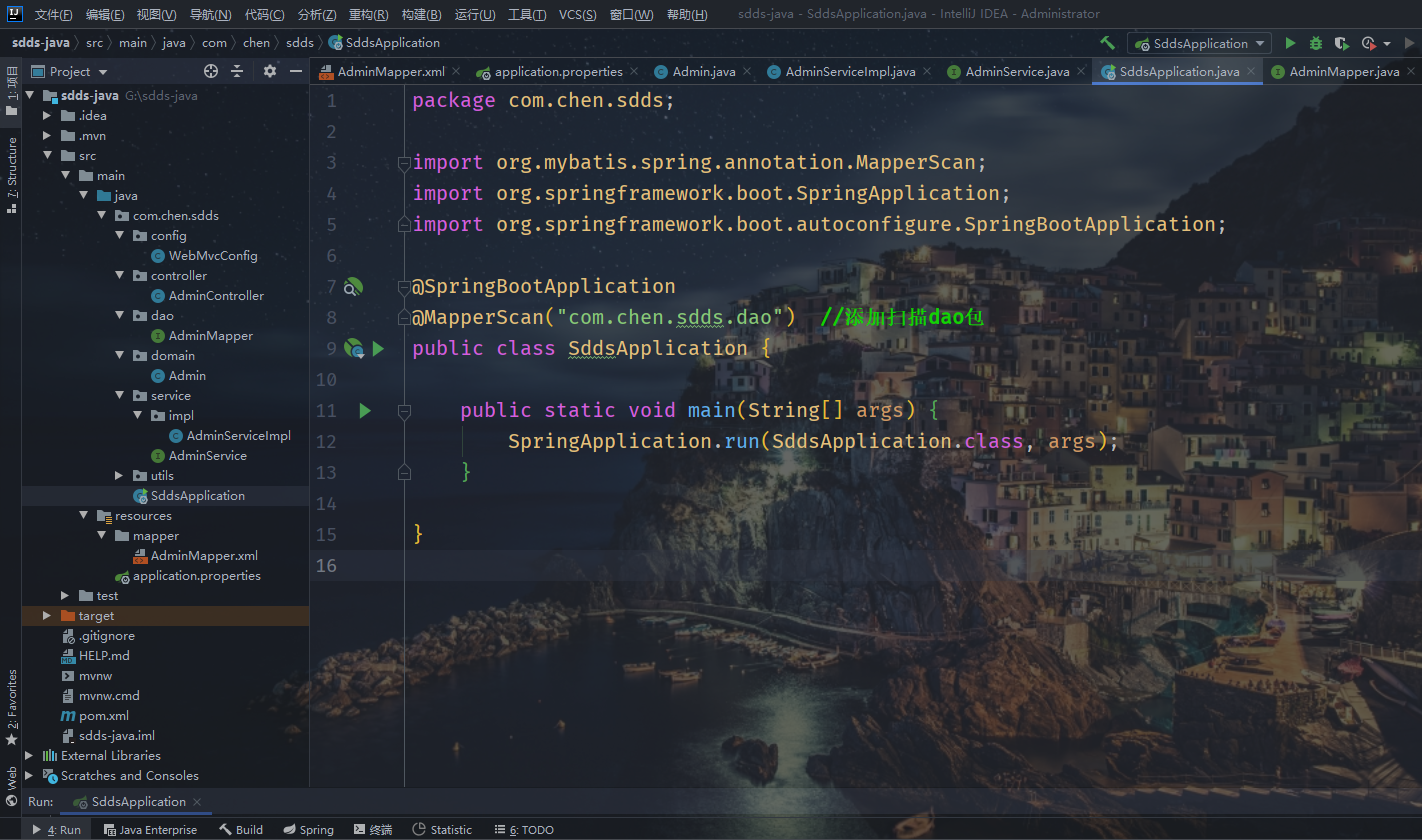 文件(F) 编辑(E) 视图(V) 导航(N) 代码(C) 分析(Z) 重构(R) 构建(B) 运行(U) 工具(T) VCS(S) 窗口(W) 帮助(H) sdds-java - SddsApplication.java - IntelliJ IDEA - Administrator
sdds-java src main java com chen sdds SddsApplication SddsApplication
Project AdminMapper.xml application.properties Admin.java AdminServiceImpl.java AdminService.java SddsApplication.java AdminMapper.java
1: 项目
7: Structure
2: Favorites
Web
sdds-java G:\sdds-java
.idea
.mvn
src
main
java
com.chen.sdds
config
WebMvcConfig
controller
AdminController
dao
AdminMapper
domain
Admin
service
impl
AdminServiceImpl
AdminService
utils
SddsApplication
resources
mapper
AdminMapper.xml
application.properties
test
target
.gitignore
HELP.md
mvnw
mvnw.cmd
pom.xml
sdds-java.iml
External Libraries
Scratches and Consoles
1 package com.chen.sdds;
2
3 import org.mybatis.spring.annotation.MapperScan;
4 import org.springframework.boot.SpringApplication;
5 import org.springframework.boot.autoconfigure.SpringBootApplication;
6
7 @SpringBootApplication
8 @MapperScan("com.chen.sdds.dao") //添加扫描dao包
9 public class SddsApplication {
10
11 public static void main(String[] args) {
12 SpringApplication.run(SddsApplication.class, args);
13 }
14
15 }
16
Run: SddsApplication
4: Run Java Enterprise Build Spring 终端 Statistic 6: TODO